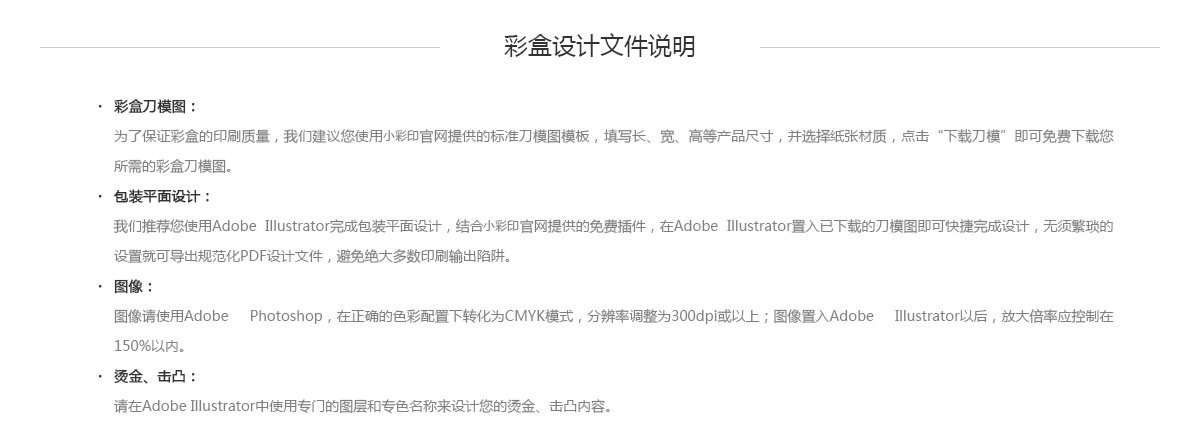 彩盒设计文件说明
· 彩盒刀模图：
为了保证彩盒的印刷质量，我们建议您使用小彩印官网提供的标准刀模图模板，填写长、宽、高等产品尺寸，并选择纸张材质，点击“下载刀模”即可免费下载您
所需的彩盒刀模图。
· 包装平面设计：
我们推荐您使用Adobe Illustrator完成包装平面设计，结合小彩印官网提供的免费插件，在Adobe Illustrator置入已下载的刀模图即可快捷完成设计，无须繁琐的
设置就可导出规范化PDF设计文件，避免绝大多数印刷输出陷阱。
· 图像：
图像请使用Adobe Photoshop，在正确的色彩配置下转化为CMYK模式，分辨率调整为300dpi或以上；图像置入Adobe Illustrator以后，放大倍率应控制在
150%以内。
· 烫金、击凸：
请在Adobe Illustrator中使用专门的图层和专色名称来设计您的烫金、击凸内容。